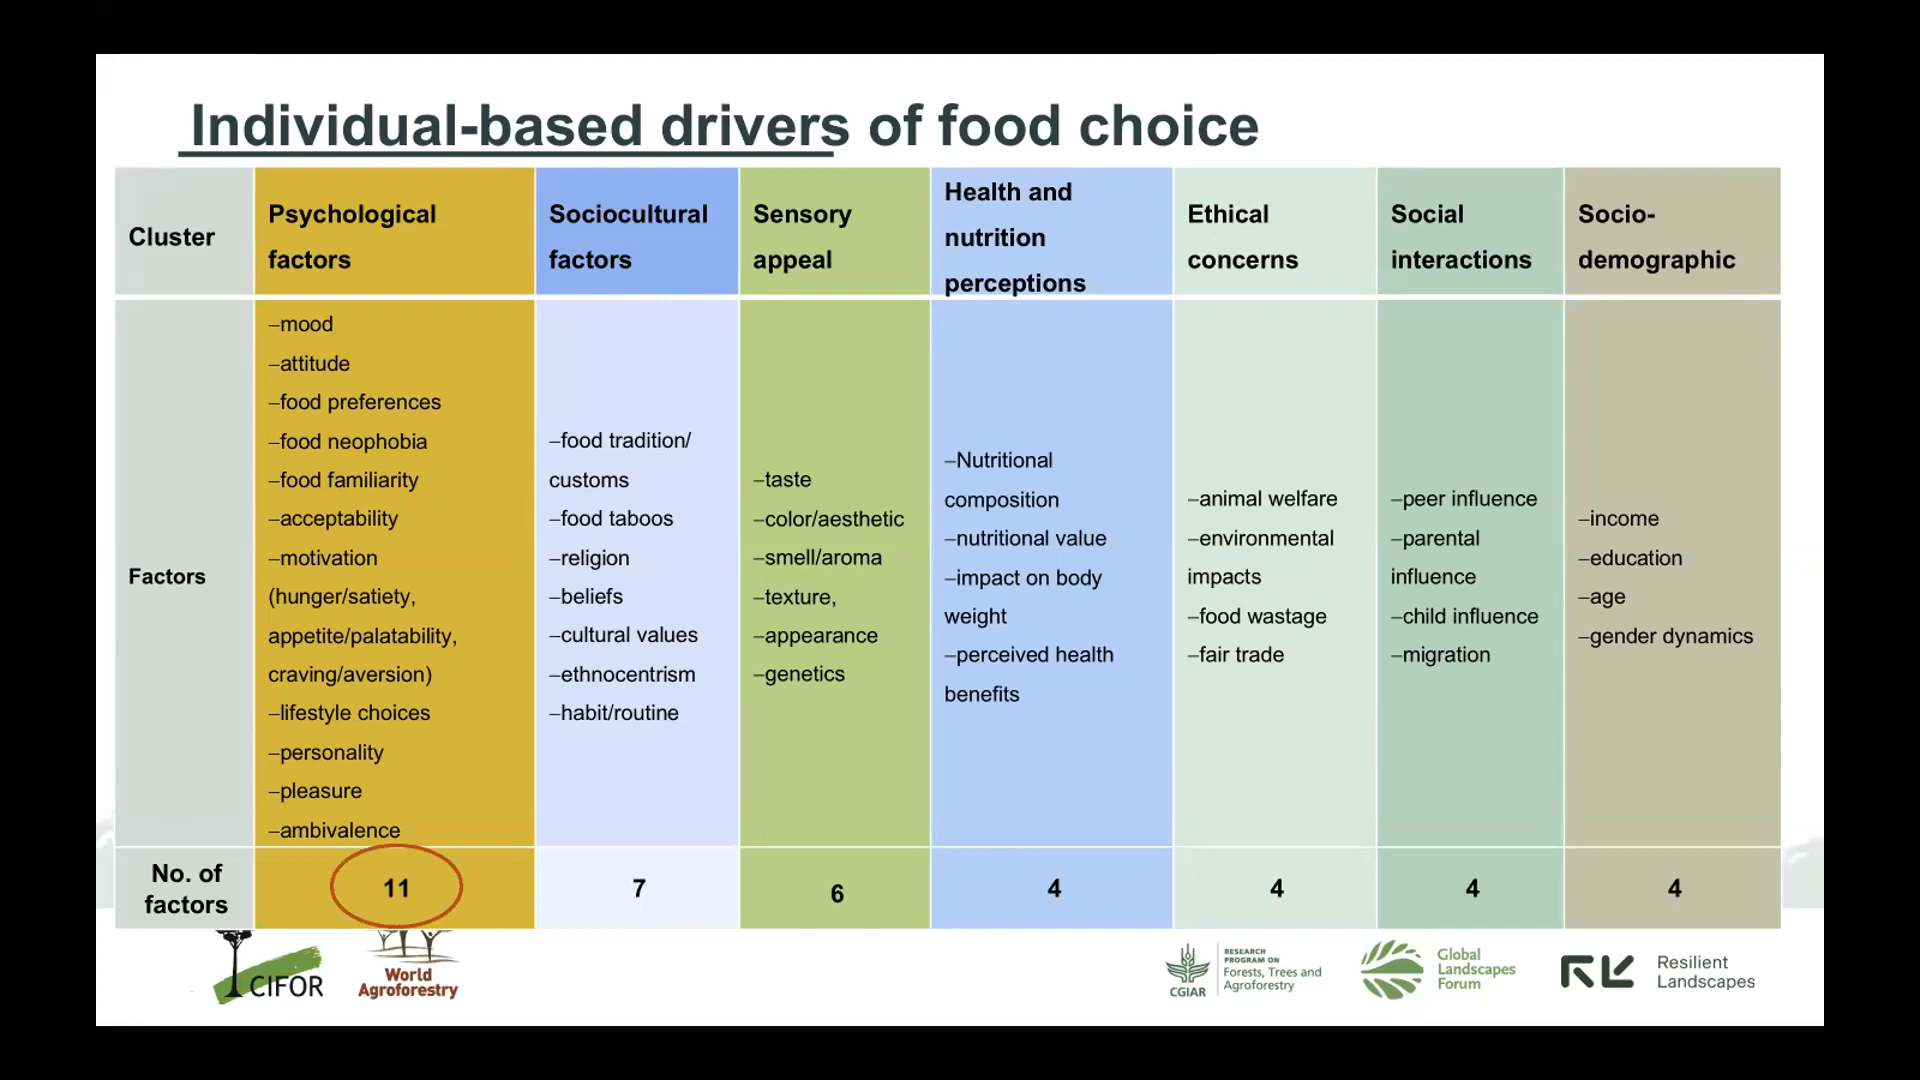 Individual-based drivers of food choice
Cluster
Psychological
factors
Sociocultural
factors
Sensory
appeal
Health and
nutrition
perceptions
Ethical
concerns
Social
interactions
Socio-
demographic
Factors
–mood
–attitude
–food preferences
–food neophobia
–food familiarity
–acceptability
–motivation
(hunger/satiety,
appetite/palatability,
craving/aversion)
–lifestyle choices
–personality
–pleasure
–ambivalence
–food tradition/
customs
–food taboos
–religion
–beliefs
–cultural values
–ethnocentrism
–habit/routine
–taste
–color/aesthetic
–smell/aroma
–texture,
–appearance
–genetics
–Nutritional
composition
–nutritional value
–impact on body
weight
–perceived health
benefits
–animal welfare
–environmental
impacts
–food wastage
–fair trade
–peer influence
–parental
influence
–child influence
–migration
–income
–education
–age
–gender dynamics
No. of
factors
11
7
6
4
4
4
4
CIFOR
World
Agroforestry
CGIAR
RESEARCH
PROGRAM ON
Forests, Trees and
Agroforestry
Global
Landscapes
Forum
Resilient
Landscapes